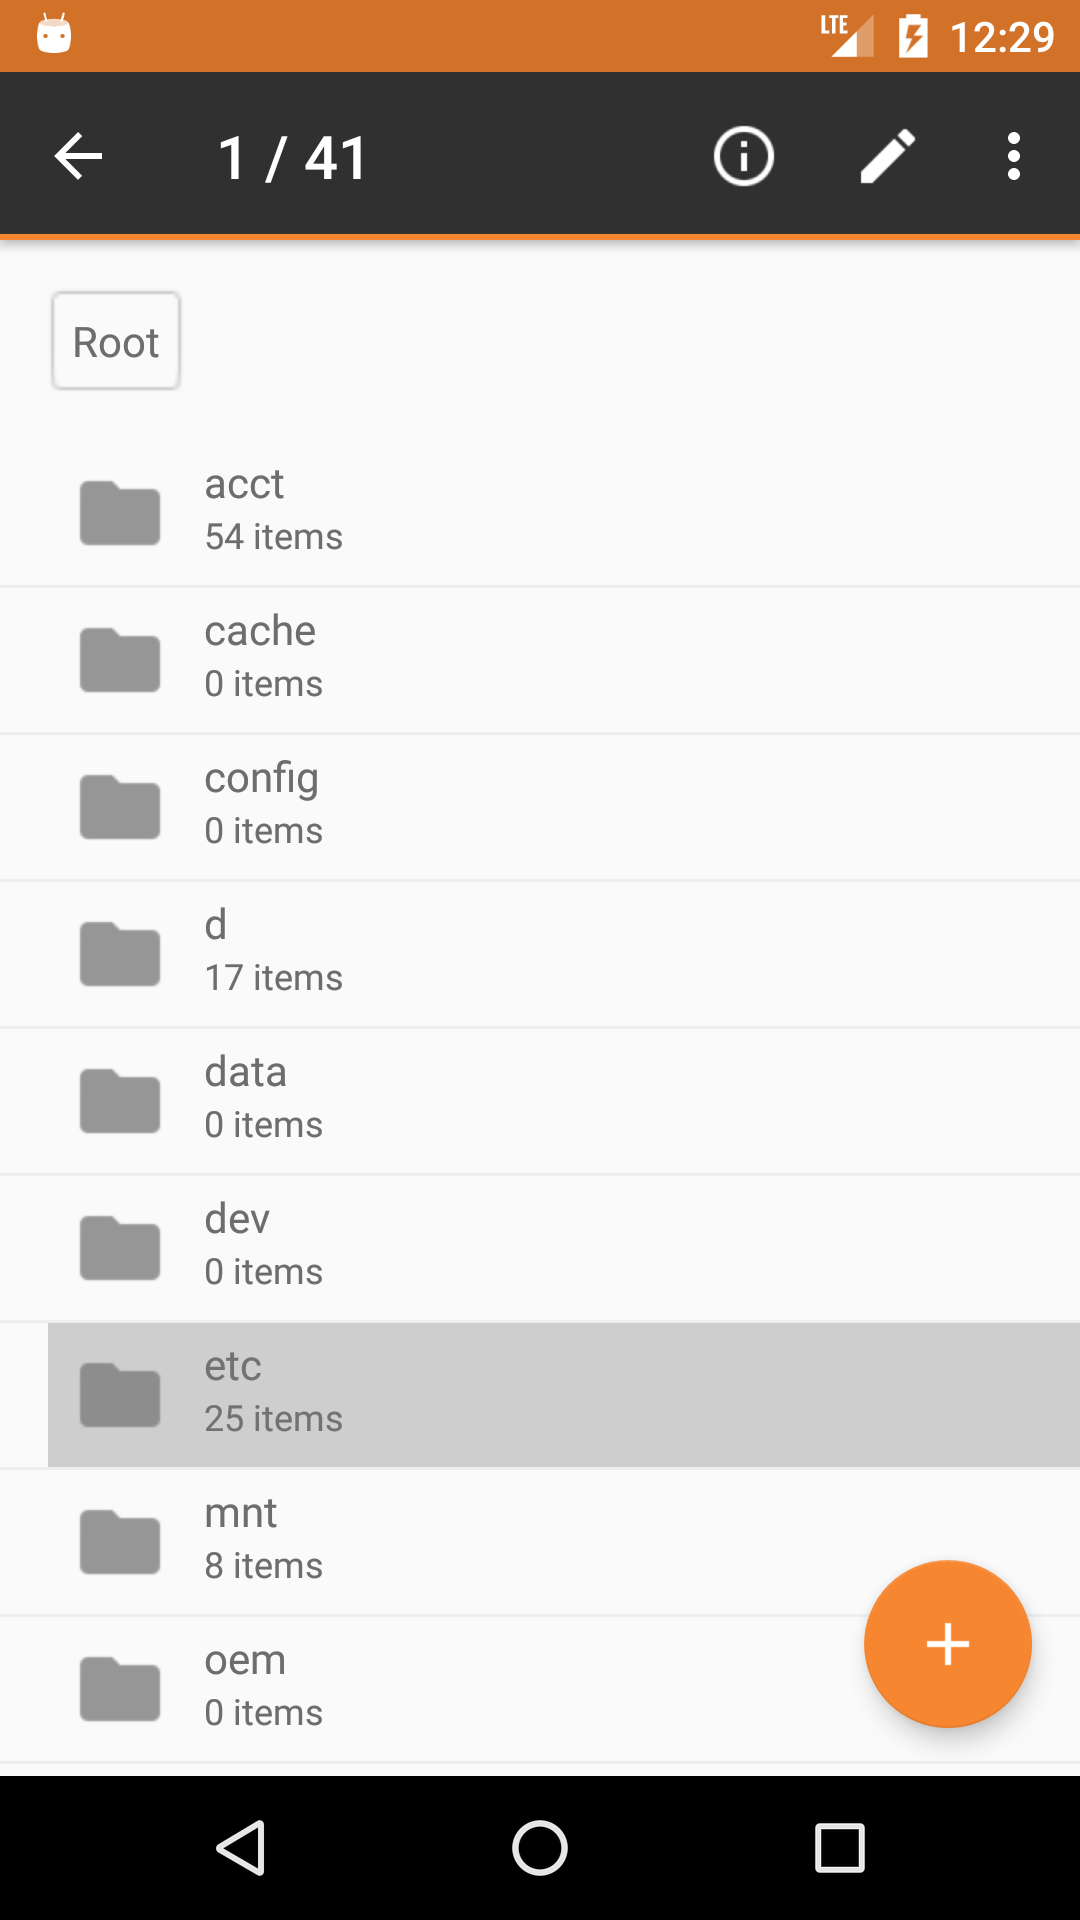 LTE 12:29
1 / 41
Root
acct
54 items
cache
0 items
config
0 items
d
17 items
data
0 items
dev
0 items
etc
25 items
mnt
8 items
oem
0 items